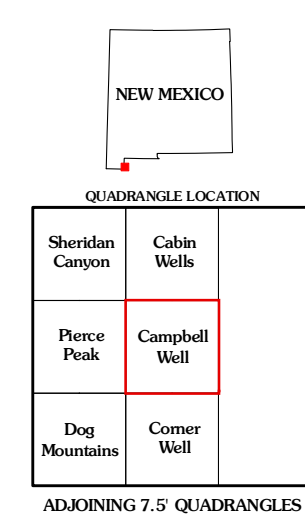 NEW MEXICO
QUADRANGLE LOCATION
Sheridan
Canyon
Cabin
Wells
Pierce
Peak
Campbell
Well
Dog
Mountains
Corner
Well
ADJOINING 7.5' QUADRANGLES